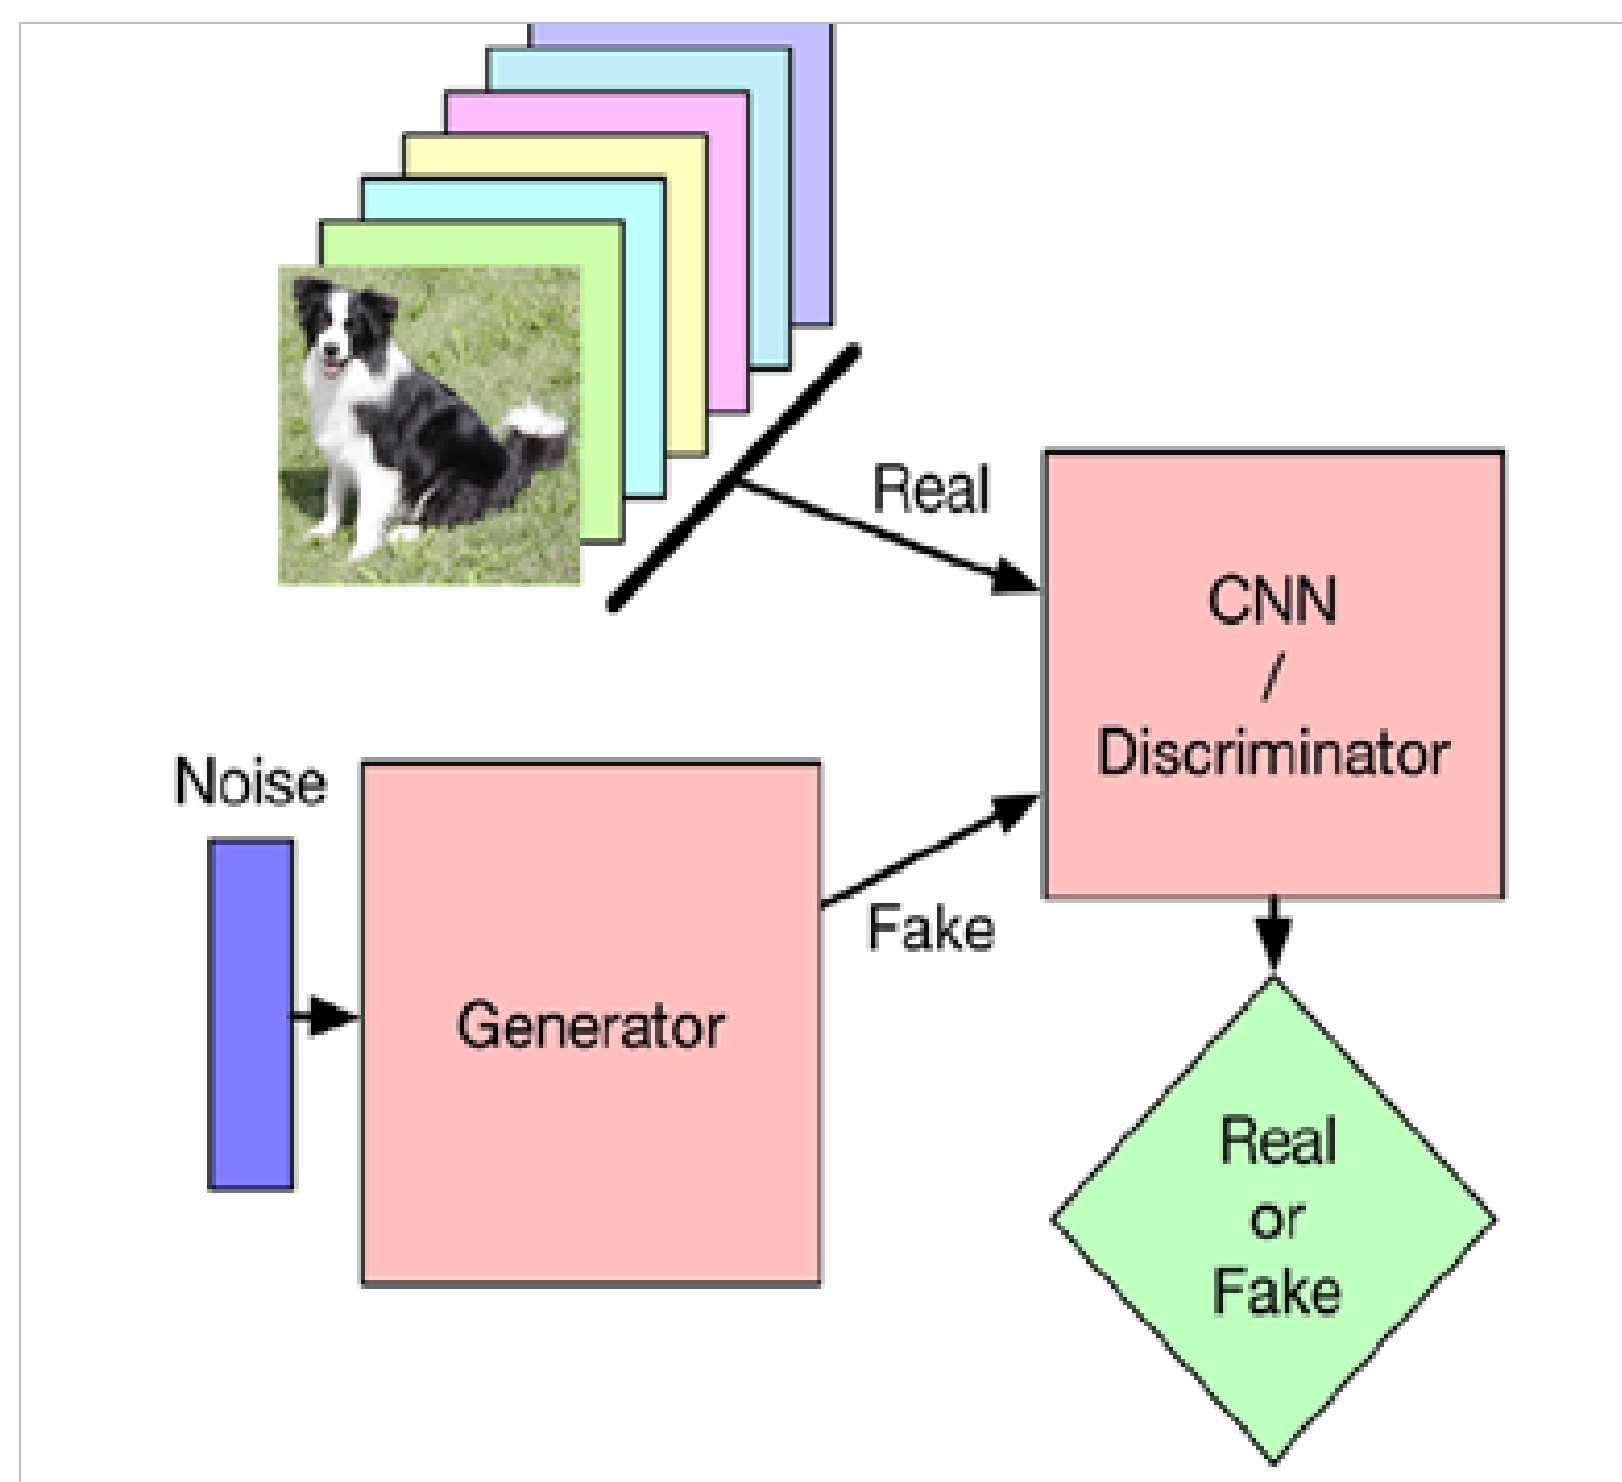 Real
CNN
/
Discriminator
Noise
Generator
Fake
Real
or
Fake